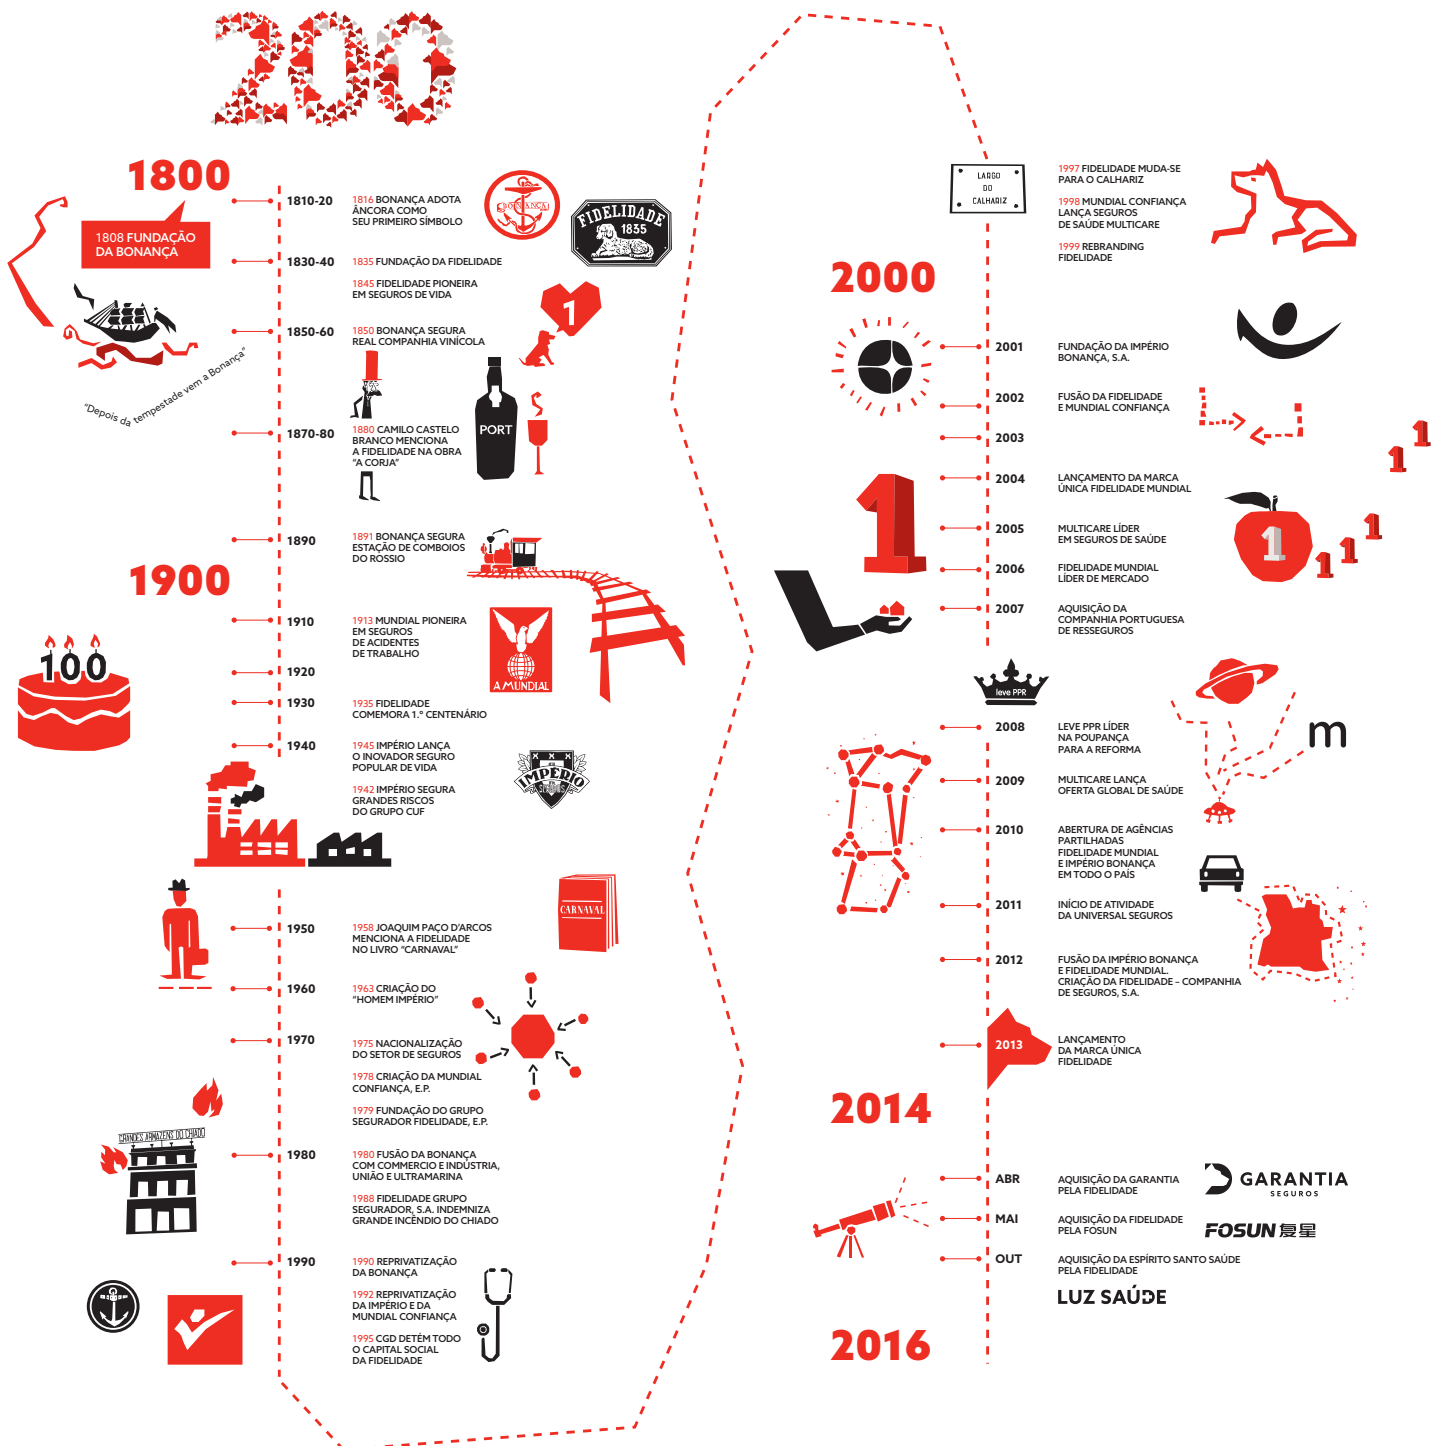 200
1800
1808 FUNDAÇÃO
DA BONANÇA
"Depois da tempestade vem a Bonança"
1810-20
1816 BONANÇA ADOTA
ÂNCORA COMO
SEU PRIMEIRO SÍMBOLO
BONANÇA
FIDELIDADE
1835
1830-40
1835 FUNDAÇÃO DA FIDELIDADE
1845 FIDELIDADE PIONEIRA
EM SEGUROS DE VIDA
1
1850-60
1850 BONANÇA SEGURA
REAL COMPANHIA VINÍCOLA
PORT
1870-80
1880 CAMILO CASTELO
BRANCO MENCIONA
A FIDELIDADE NA OBRA
"A CORJA"
1890
1891 BONANÇA SEGURA
ESTAÇÃO DE COMBOIOS
DO ROSSIO
1900
1910
1913 MUNDIAL PIONEIRA
EM SEGUROS
DE ACIDENTES
DE TRABALHO
A MUNDIAL
100
1920
1930
1935 FIDELIDADE
COMEMORA 1.º CENTENÁRIO
1940
1945 IMPÉRIO LANÇA
O INOVADOR SEGURO
POPULAR DE VIDA
1942 IMPÉRIO SEGURA
GRANDES RISCOS
DO GRUPO CUF
IMPÉRIO
1950
1958 JOAQUIM PAÇO D'ARCOS
MENCIONA A FIDELIDADE
NO LIVRO "CARNAVAL"
CARNAVAL
1960
1963 CRIAÇÃO DO
"HOMEM IMPÉRIO"
1970
1975 NACIONALIZAÇÃO
DO SETOR DE SEGUROS
1978 CRIAÇÃO DA MUNDIAL
CONFIANÇA, E.P.
1979 FUNDAÇÃO DO GRUPO
SEGURADOR FIDELIDADE, E.P.
GRANDES ARMAZENS DO CHIADO
1980
1980 FUSÃO DA BONANÇA
COM COMMERCIO E INDÚSTRIA,
UNIÃO E ULTRAMARINA
1988 FIDELIDADE GRUPO
SEGURADOR, S.A. INDEMNIZA
GRANDE INCÊNDIO DO CHIADO
1990
1990 REPRIVATIZAÇÃO
DA BONANÇA
1992 REPRIVATIZAÇÃO
DA IMPÉRIO E DA
MUNDIAL CONFIANÇA
1995 CGD DETÉM TODO
O CAPITAL SOCIAL
DA FIDELIDADE
LARGO
DO
CALHARIZ
1997 FIDELIDADE MUDA-SE
PARA O CALHARIZ
1998 MUNDIAL CONFIANÇA
LANÇA SEGUROS
DE SAÚDE MULTICARE
1999 REBRANDING
FIDELIDADE
2000
2001
FUNDAÇÃO DA IMPÉRIO
BONANÇA, S.A.
2002
FUSÃO DA FIDELIDADE
E MUNDIAL CONFIANÇA
2003
2004
LANÇAMENTO DA MARCA
ÚNICA FIDELIDADE MUNDIAL
1
2005
MULTICARE LÍDER
EM SEGUROS DE SAÚDE
1
1
1
1
1
1
2006
FIDELIDADE MUNDIAL
LÍDER DE MERCADO
2007
AQUISIÇÃO DA
COMPANHIA PORTUGUESA
DE RESSEGUROS
leve PPR
2008
LEVE PPR LÍDER
NA POUPANÇA
PARA A REFORMA
m
2009
MULTICARE LANÇA
OFERTA GLOBAL DE SAÚDE
2010
ABERTURA DE AGÊNCIAS
PARTILHADAS
FIDELIDADE MUNDIAL
E IMPÉRIO BONANÇA
EM TODO O PAÍS
2011
INÍCIO DE ATIVIDADE
DA UNIVERSAL SEGUROS
2012
FUSÃO DA IMPÉRIO BONANÇA
E FIDELIDADE MUNDIAL.
CRIAÇÃO DA FIDELIDADE – COMPANHIA
DE SEGUROS, S.A.
2013
LANÇAMENTO
DA MARCA ÚNICA
FIDELIDADE
2014
ABR
AQUISIÇÃO DA GARANTIA
PELA FIDELIDADE
GARANTIA
SEGUROS
MAI
AQUISIÇÃO DA FIDELIDADE
PELA FOSUN
FOSUN 复星
OUT
AQUISIÇÃO DA ESPÍRITO SANTO SAÚDE
PELA FIDELIDADE
LUZ SAÚDE
2016